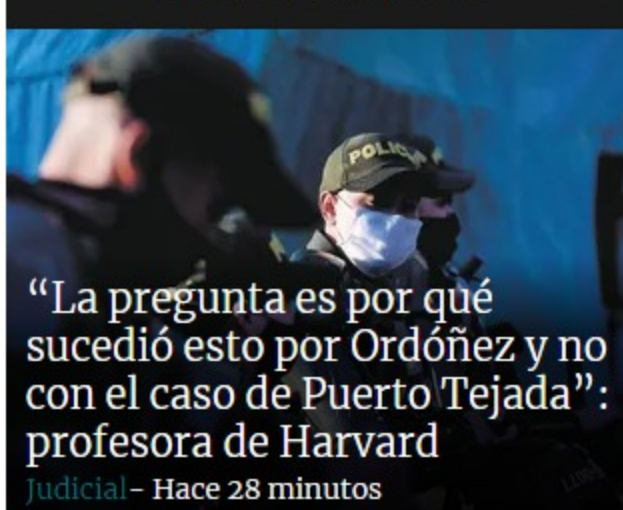 POLICÍA
“La pregunta es por qué
sucedió esto por Ordóñez y no
con el caso de Puerto Tejada”:
profesora de Harvard
Judicial– Hace 28 minutos